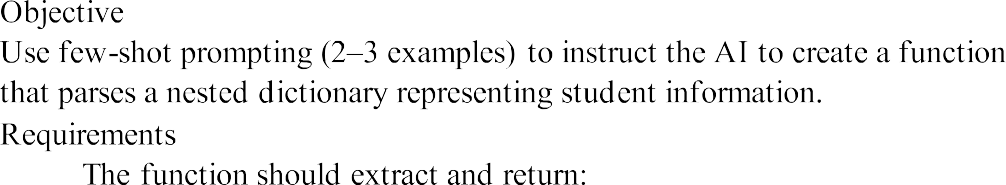 Objective
Use few-shot prompting (2–3 examples) to instruct the AI to create a function
that parses a nested dictionary representing student information.
Requirements
The function should extract and return: